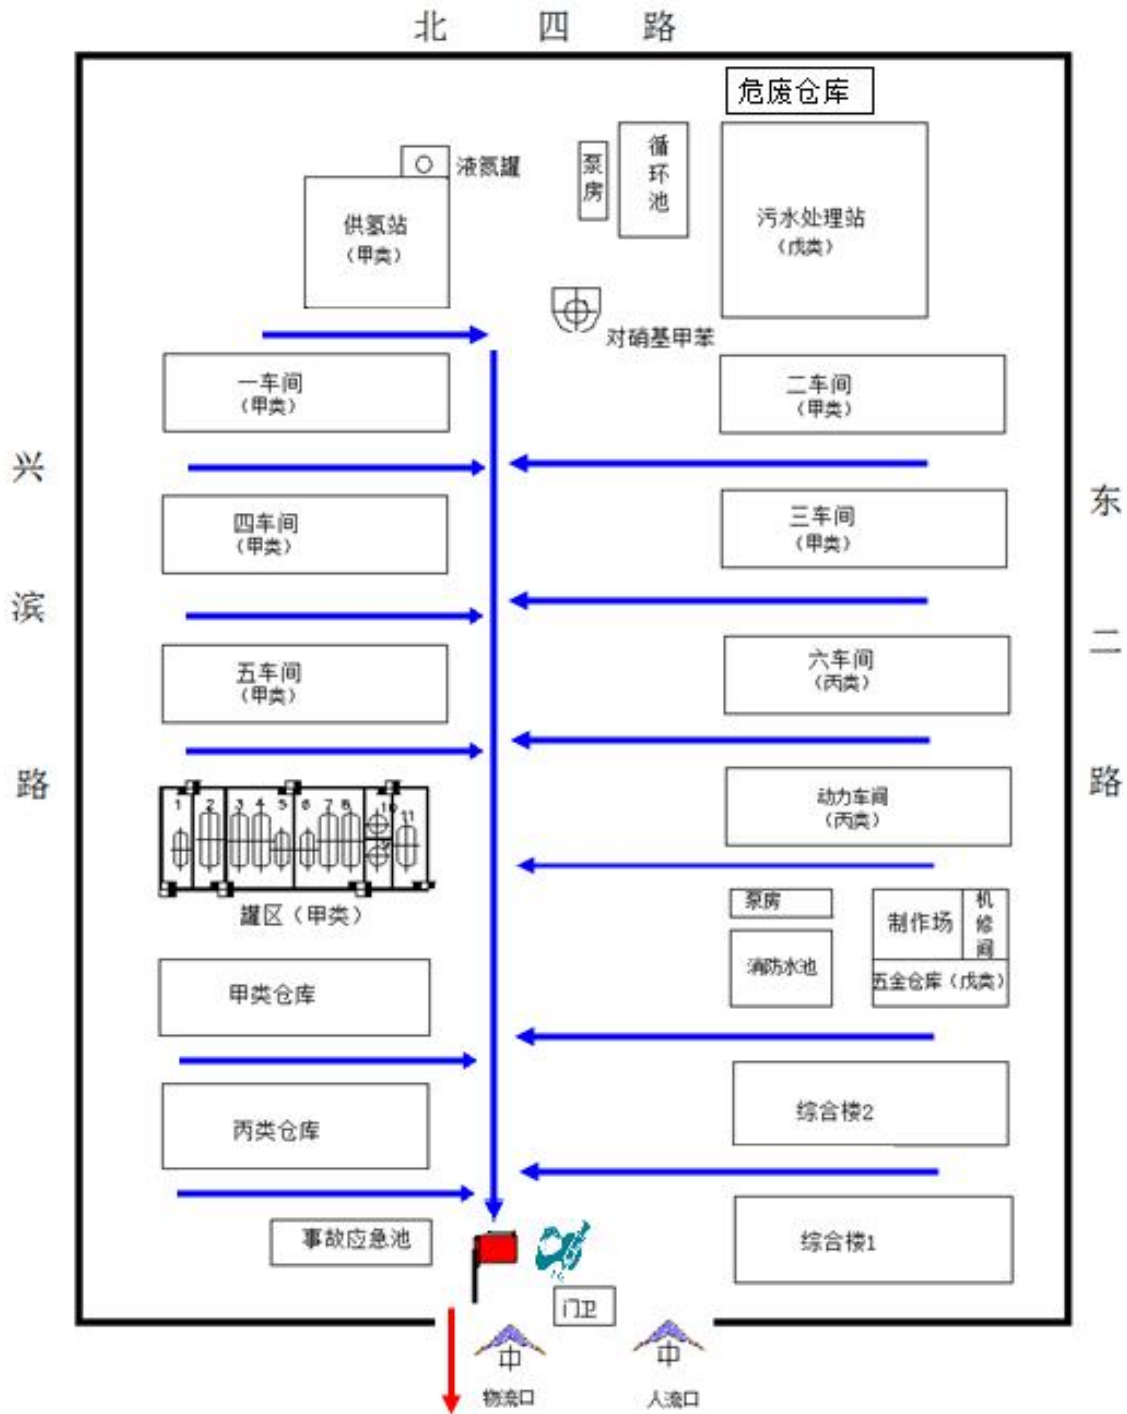 北四路
危废仓库
液氮罐
泵房
循环池
供氢站
（甲类）
污水处理站
（戊类）
对硝基甲苯
一车间
（甲类）
二车间
（甲类）
兴滨路
东二路
四车间
（甲类）
三车间
（甲类）
五车间
（甲类）
六车间
（丙类）
1 2 3 4 5 6 7 8 10 11
9
罐区（甲类）
动力车间
（丙类）
泵房
消防水池
制作场
机修间
五金仓库（戊类）
甲类仓库
丙类仓库
综合楼2
事故应急池
综合楼1
门卫
中
中
物流口
人流口